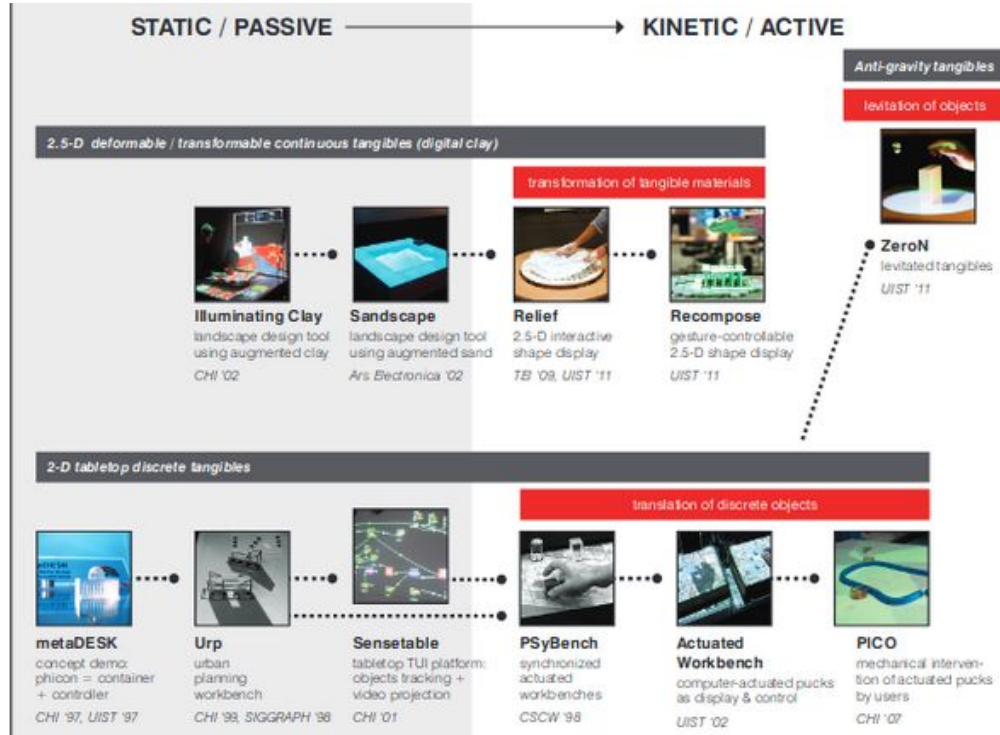 STATIC / PASSIVE
KINETIC / ACTIVE
Anti-gravity tangibles
levitation of objects
2.5-D deformable / transformable continuous tangibles (digital clay)
transformation of tangible materials
ZeroN
levitated tangibles
UIST '11
Illuminating Clay
landscape design tool
using augmented clay
CHI '02
Sandscape
landscape design tool
using augmented sand
Ars Electronica '02
Relief
2.5-D interactive
shape display
TEI '09, UIST '11
Recompose
gesture-controllable
2.5-D shape display
UIST '11
2-D tabletop discrete tangibles
translation of discrete objects
metaDESK
concept demo:
phicon = container
+ controller
CHI '97, UIST '97
Urp
urban
planning
workbench
CHI '99, SIGGRAPH '98
Sensetable
tabletop TUI platform:
objects tracking +
video projection
CHI '01
PSyBench
synchronized
actuated
workbenches
CSCW '98
Actuated
Workbench
computer-actuated pucks
as display & control
UIST '02
PICO
mechanical interven-
tion of actuated pucks
by users
CHI '07